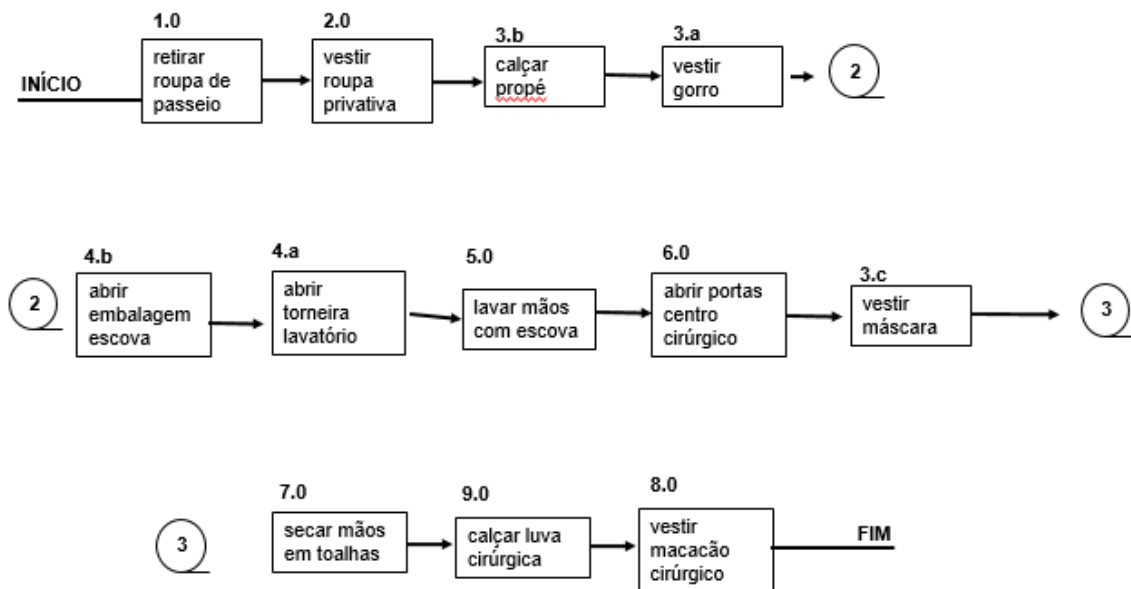 1.0
2.0
3.b
3.a
INÍCIO
retirar
roupa de
passeio
vestir
roupa
privativa
calçar
propé
vestir
gorro
2
2
4.b
abrir
embalagem
escova
4.a
abrir
torneira
lavatório
5.0
lavar mãos
com escova
6.0
abrir portas
centro
cirúrgico
3.c
vestir
máscara
3
3
7.0
secar mãos
em toalhas
9.0
calçar luva
cirúrgica
8.0
vestir
macacão
cirúrgico
FIM